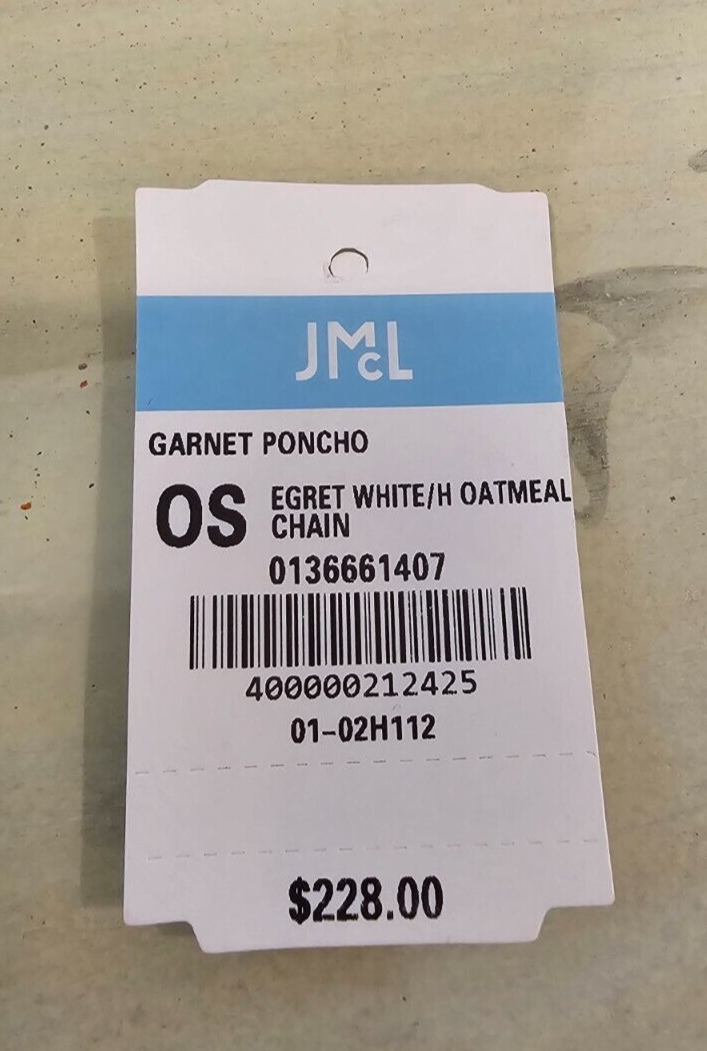 JMcL
GARNET PONCHO
OS
EGRET WHITE/H OATMEAL
CHAIN
0136661407
400000212425
01-02H112
$228.00